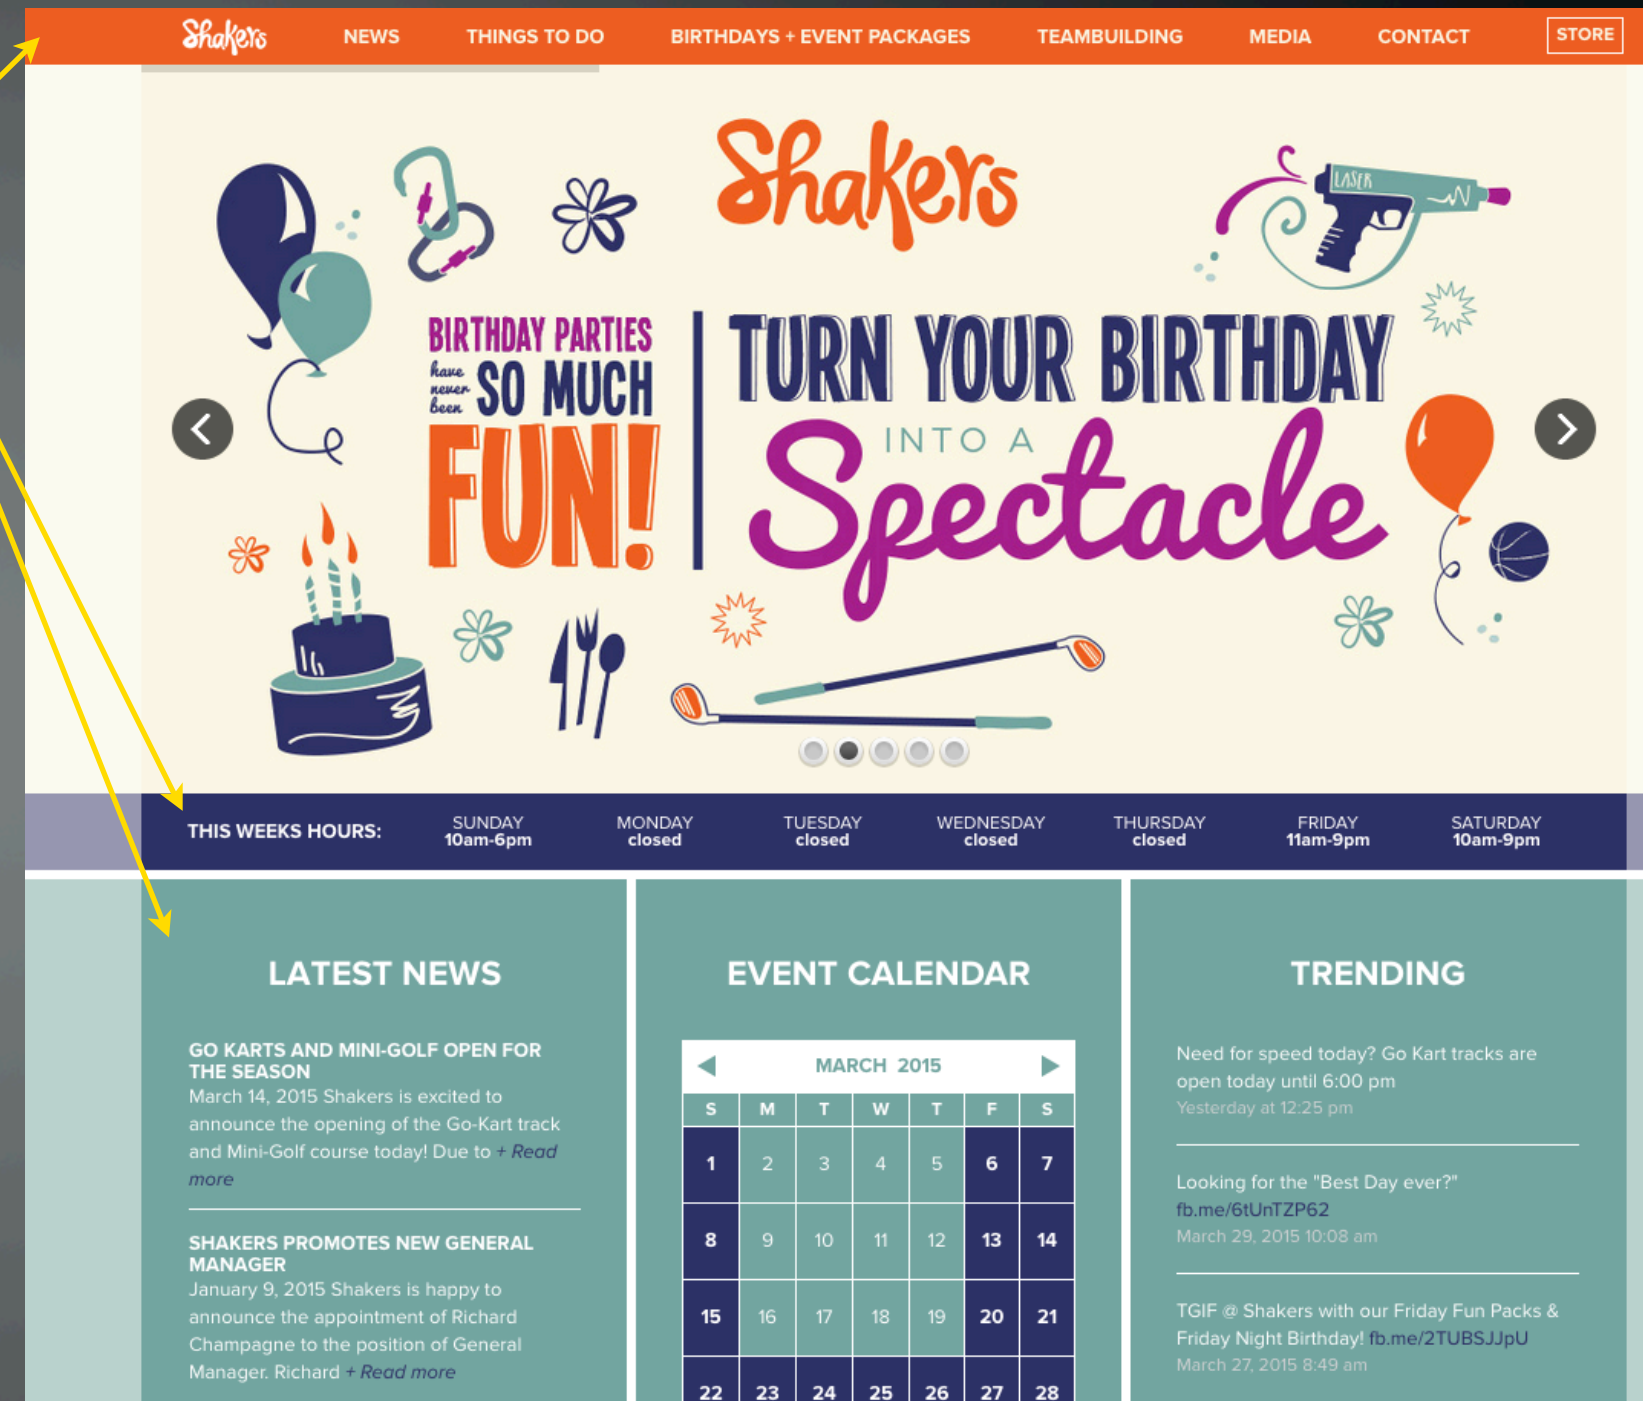 Shakers NEWS THINGS TO DO BIRTHDAYS + EVENT PACKAGES TEAMBUILDING MEDIA CONTACT STORE
Shakers
LASER
BIRTHDAY PARTIES
have never been SO MUCH
FUN!
TURN YOUR BIRTHDAY
INTO A
Spectacle
16
THIS WEEKS HOURS:
SUNDAY
10am-6pm
MONDAY
closed
TUESDAY
closed
WEDNESDAY
closed
THURSDAY
closed
FRIDAY
11am-9pm
SATURDAY
10am-9pm
LATEST NEWS
GO KARTS AND MINI-GOLF OPEN FOR
THE SEASON
March 14, 2015 Shakers is excited to
announce the opening of the Go-Kart track
and Mini-Golf course today! Due to + Read
more
SHAKERS PROMOTES NEW GENERAL
MANAGER
January 9, 2015 Shakers is happy to
announce the appointment of Richard
Champagne to the position of General
Manager. Richard + Read more
EVENT CALENDAR
MARCH 2015
S M T W T F S
1 2 3 4 5 6 7
8 9 10 11 12 13 14
15 16 17 18 19 20 21
22 23 24 25 26 27 28
TRENDING
Need for speed today? Go Kart tracks are
open today until 6:00 pm
Yesterday at 12:25 pm
Looking for the "Best Day ever?"
fb.me/6tUnTZP62
March 29, 2015 10:08 am
TGIF @ Shakers with our Friday Fun Packs &
Friday Night Birthday! fb.me/2TUBSJJpU
March 27, 2015 8:49 am